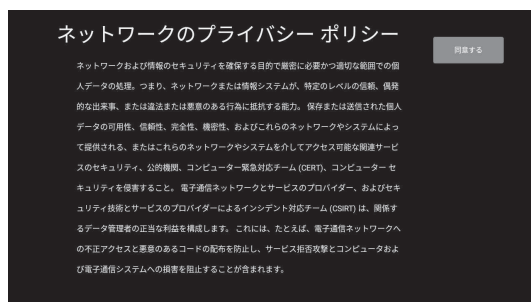 ネットワークのプライバシー ポリシー
同意する
ネットワークおよび情報のセキュリティを確保する目的で厳密に必要かつ適切な範囲での個
人データの処理。つまり、ネットワークまたは情報システムが、特定のレベルの信頼、偶発
的な出来事、または違法または悪意のある行為に抵抗する能力。 保存または送信された個人
データの可用性、信頼性、完全性、機密性、およびこれらのネットワークやシステムによっ
て提供される、またはこれらのネットワークやシステムを介してアクセス可能な関連サービ
スのセキュリティ、公的機関、コンピューター緊急対応チーム (CERT)、コンピューター セ
キュリティを侵害すること。 電子通信ネットワークとサービスのプロバイダー、およびセキ
ュリティ技術とサービスのプロバイダーによるインシデント対応チーム (CSIRT) は、関係す
るデータ管理者の正当な利益を構成します。 これには、たとえば、電子通信ネットワークへ
の不正アクセスと悪意のあるコードの配布を防止し、サービス拒否攻撃とコンピュータおよ
び電子通信システムへの損害を阻止することが含まれます。